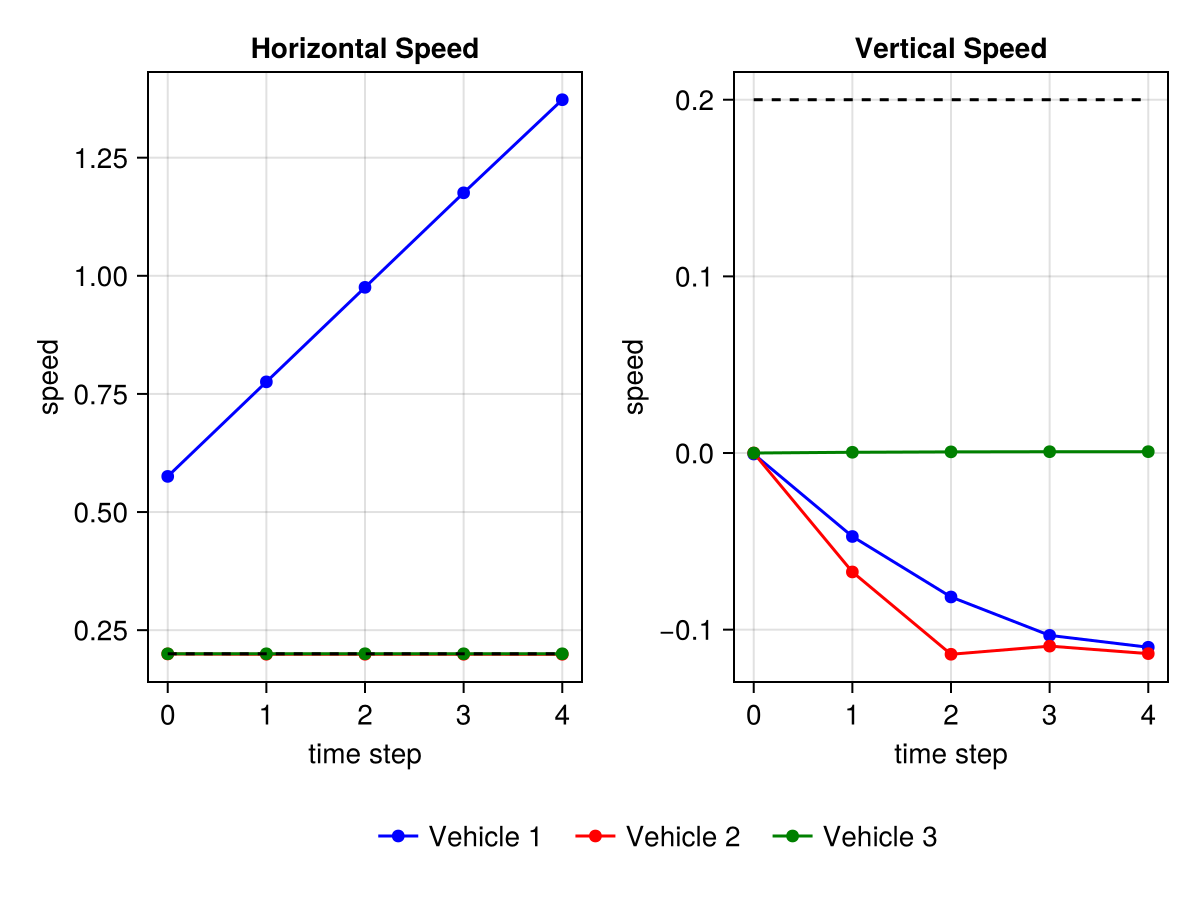 Horizontal Speed
Vertical Speed
speed
1.25
1.00
0.75
0.50
0.25
0 1 2 3 4
time step
speed
0.2
0.1
0.0
−0.1
0 1 2 3 4
time step
Vehicle 1 Vehicle 2 Vehicle 3